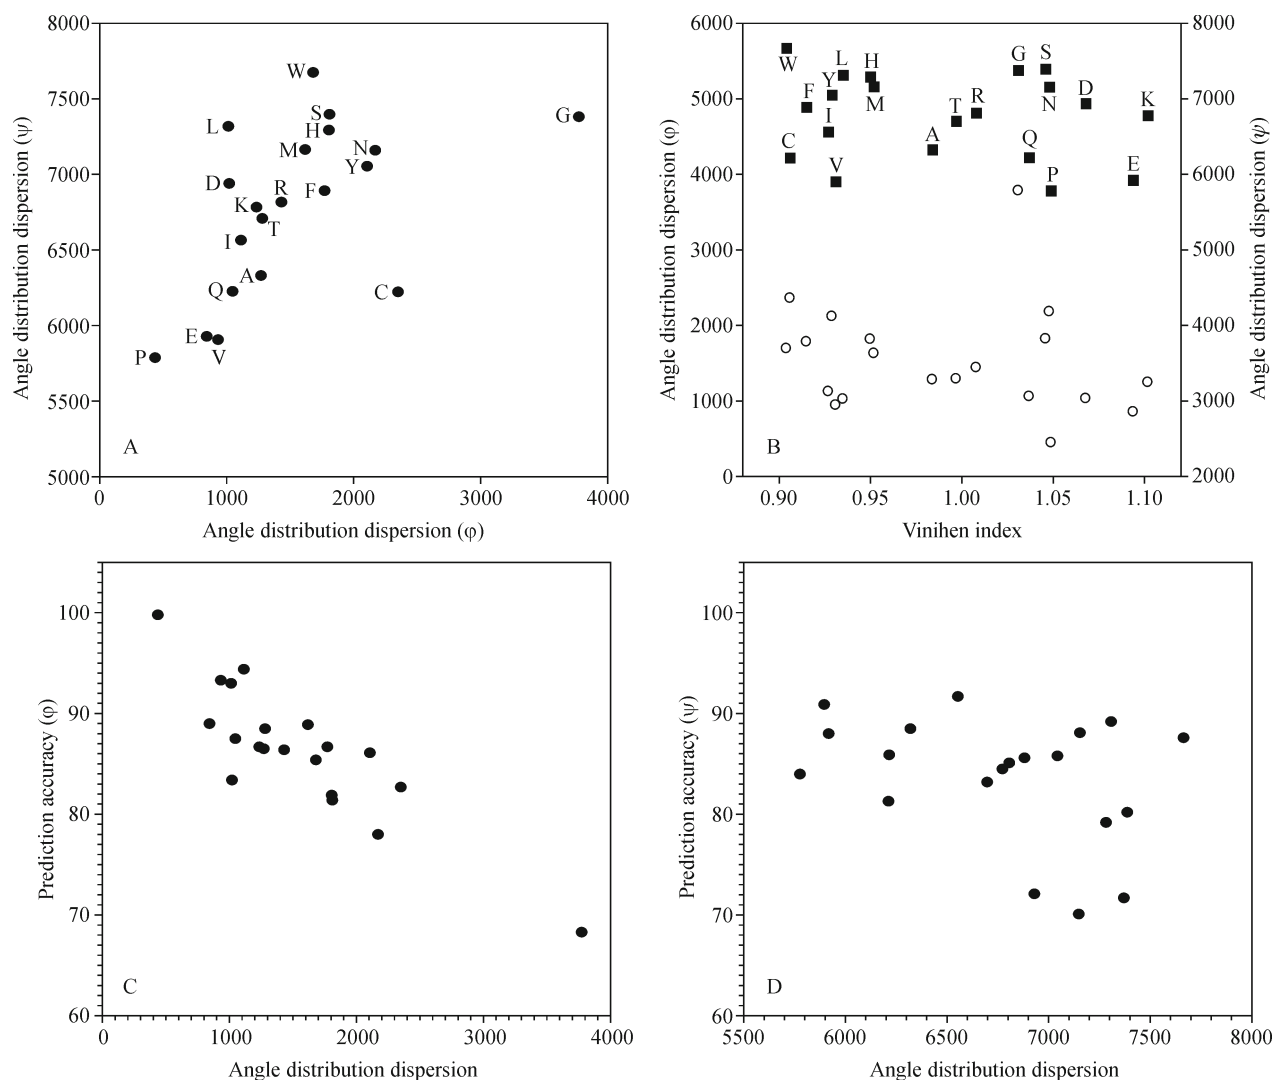 8000
7500
7000
6500
6000
5500
5000
Angle distribution dispersion (ψ)
W
S
G
L
H
M
N
Y
D
R
F
K
T
I
A
Q
C
E
P
V
A
0
1000
2000
3000
4000
Angle distribution dispersion (φ)
6000
5000
4000
3000
2000
1000
0
Angle distribution dispersion (φ)
8000
7000
6000
5000
4000
3000
2000
Angle distribution dispersion (ψ)
W
L
H
G
S
Y
F
M
N
D
K
I
T
R
C
A
Q
V
P
E
B
0.90
0.95
1.00
1.05
1.10
Vinihen index
100
90
80
70
60
Prediction accuracy (φ)
C
0
1000
2000
3000
4000
Angle distribution dispersion
100
90
80
70
60
Prediction accuracy (ψ)
D
5500
6000
6500
7000
7500
8000
Angle distribution dispersion